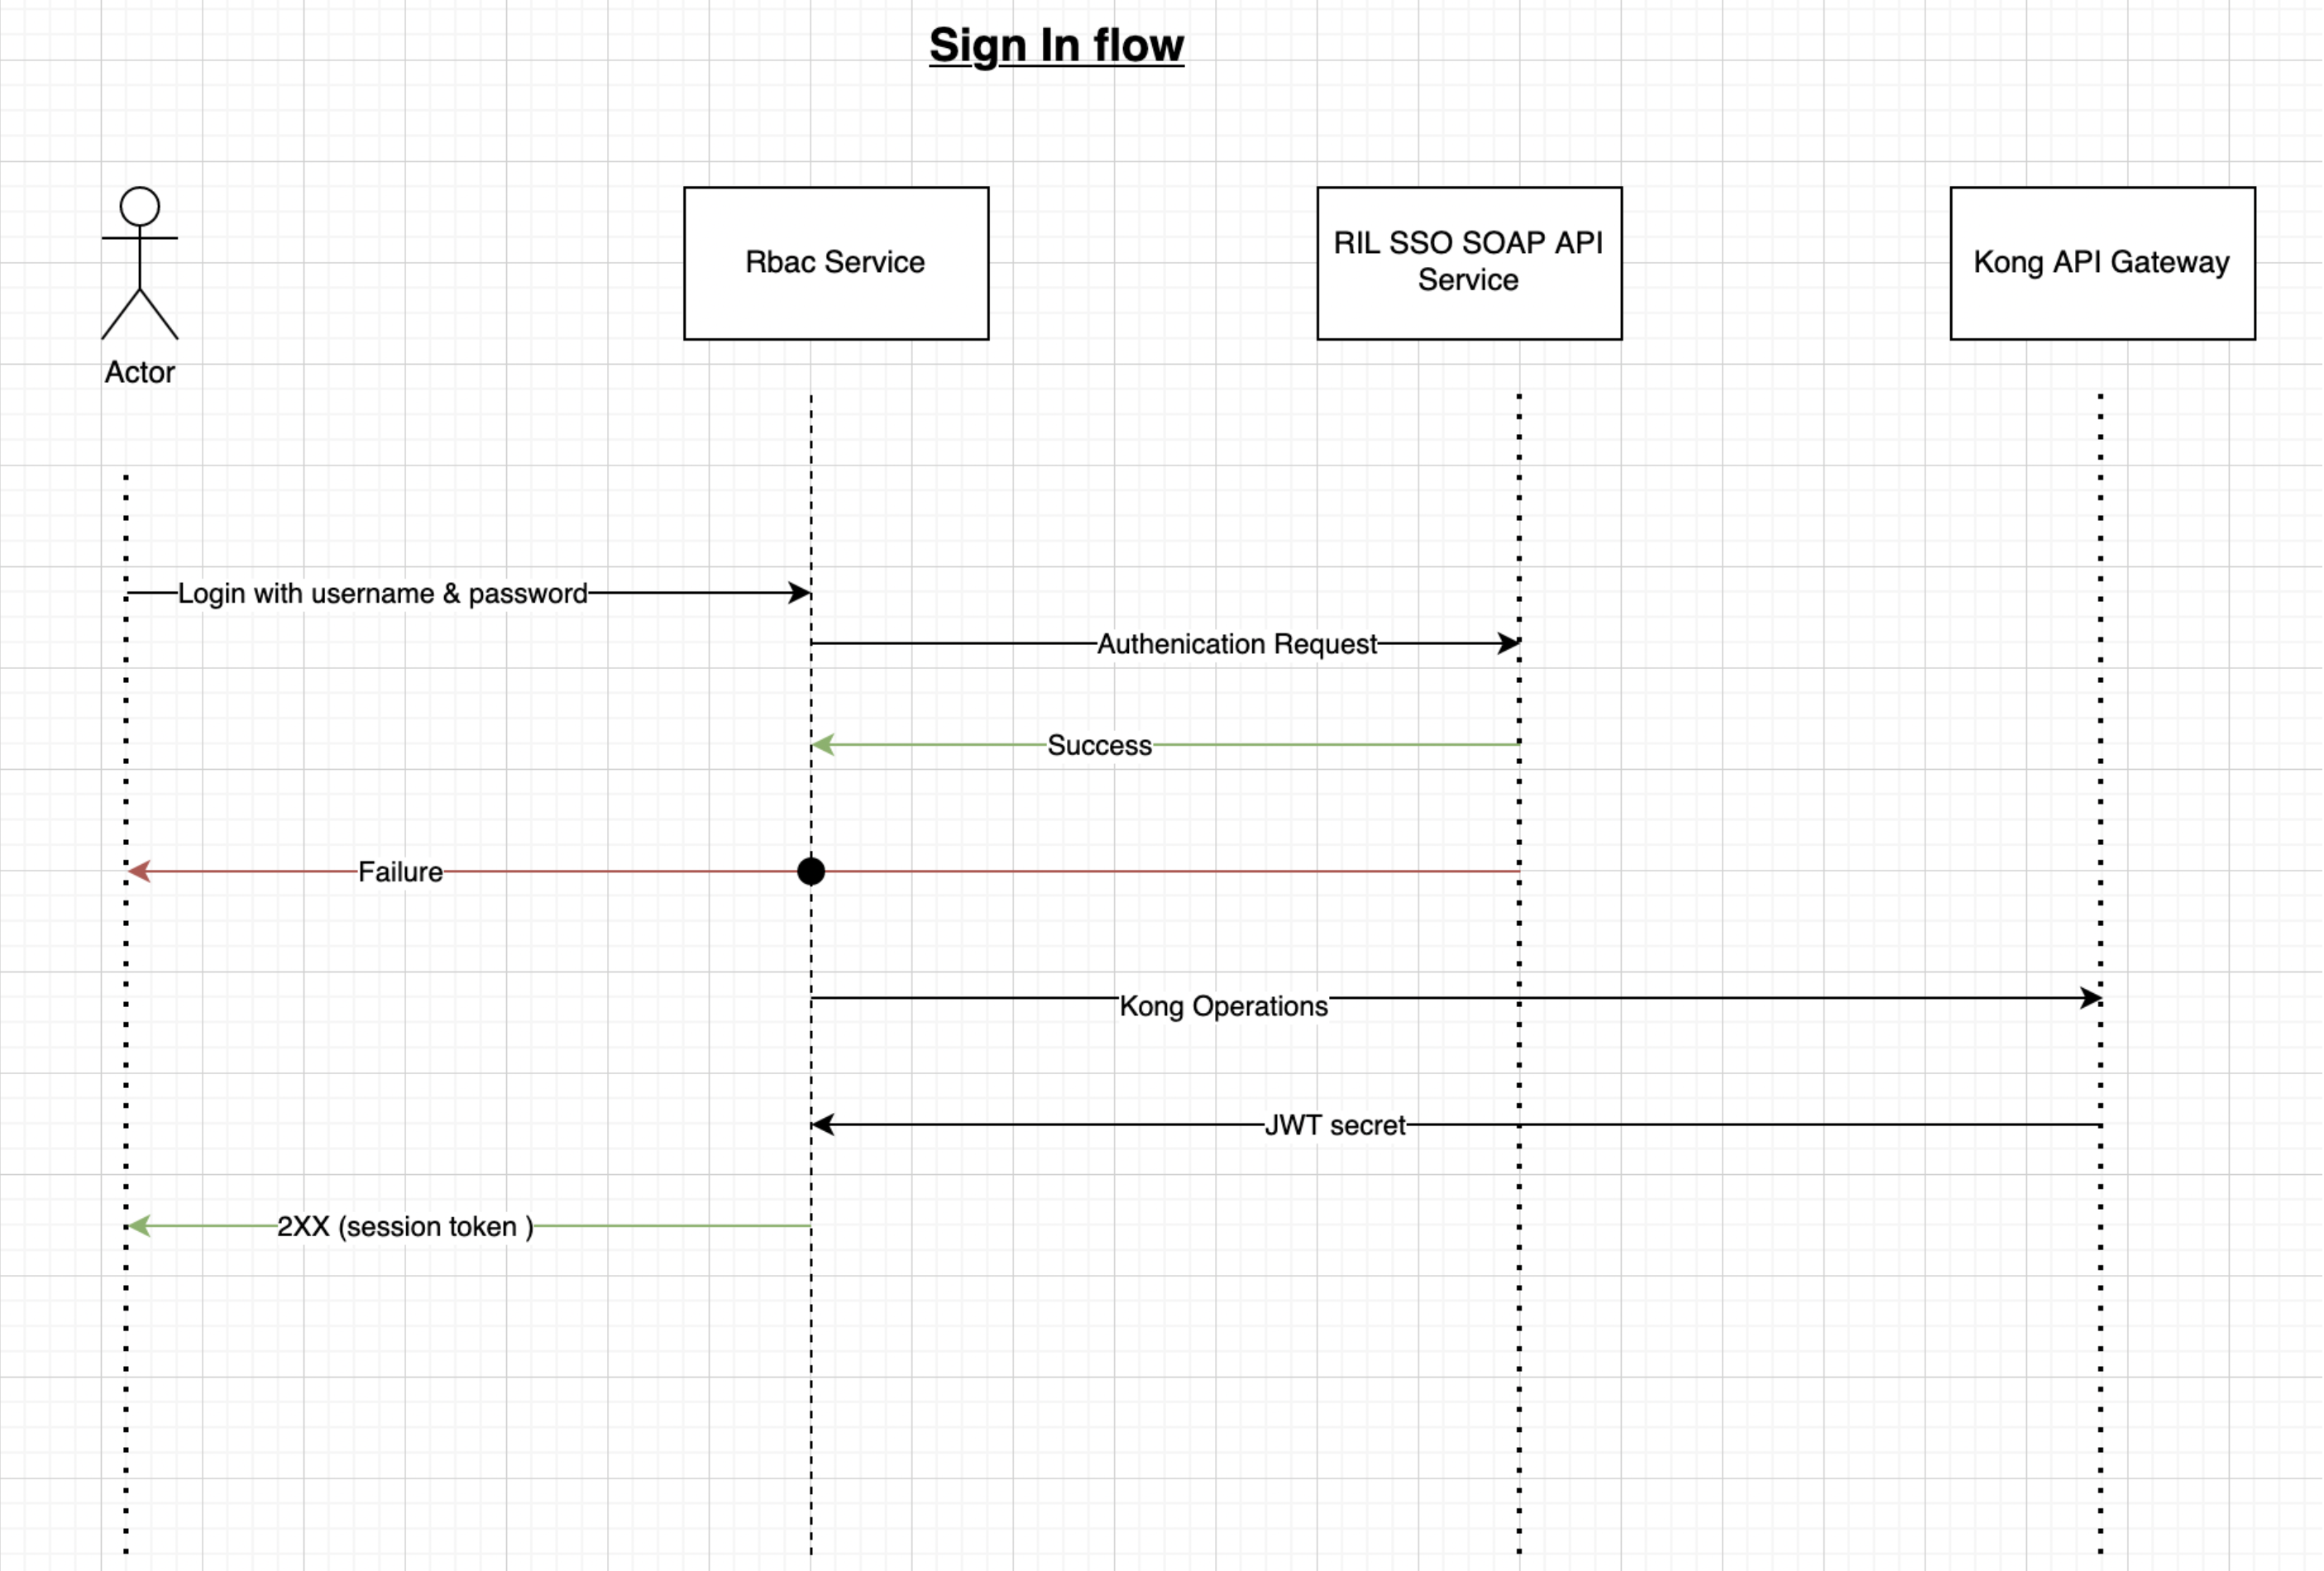 Sign In flow
Actor
Rbac Service
RIL SSO SOAP API
Service
Kong API Gateway
Login with username & password
Authenication Request
Success
Failure
Kong Operations
JWT secret
2XX (session token )